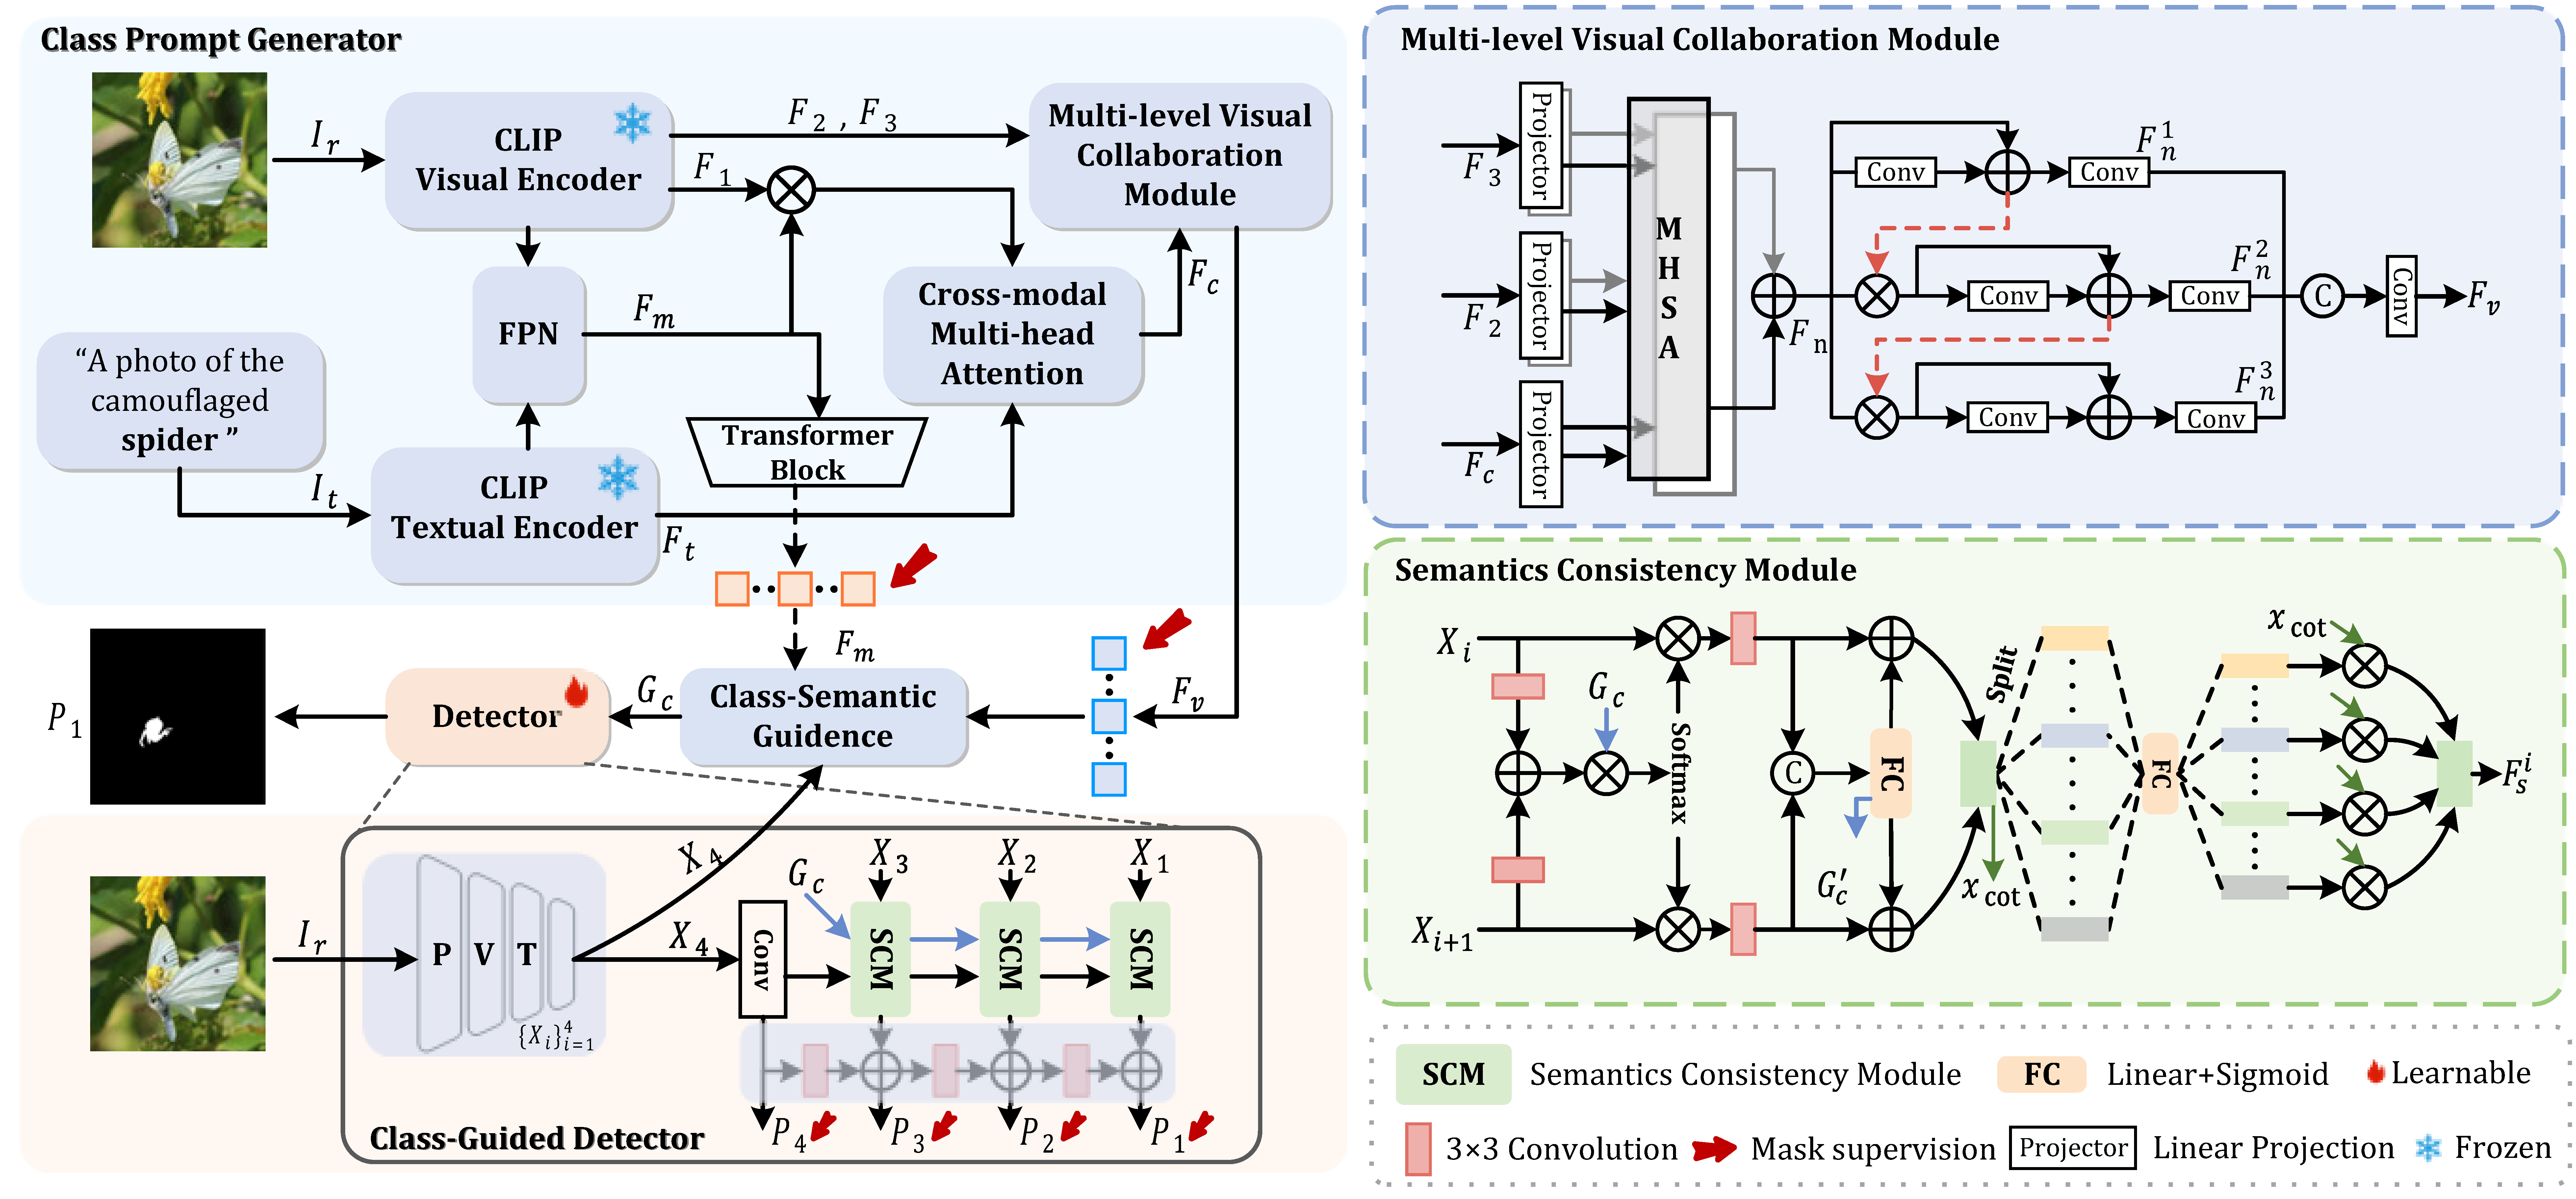 Class Prompt Generator
I_r
CLIP
Visual Encoder
F_2 , F_3
F_1
Multi-level Visual
Collaboration
Module
FPN
F_m
Cross-modal
Multi-head
Attention
F_c
“A photo of the
camouflaged
spider ”
Transformer
Block
I_t
CLIP
Textual Encoder
F_t
F_m
P_1
Detector
G_c
Class-Semantic
Guidence
F_v
X_4
I_r
P V T
{X_i}_{i=1}^4
X_4
Conv
G_c
X_3
X_2
X_1
SCM
SCM
SCM
P_4
P_3
P_2
P_1
Class-Guided Detector
Multi-level Visual Collaboration Module
F_3
Projector
F_2
Projector
F_c
Projector
M
H
S
A
F_n
Conv
Conv
F_n^1
Conv
Conv
F_n^2
Conv
Conv
F_n^3
C
Conv
F_v
Semantics Consistency Module
X_i
G_c
Softmax
C
FC
G′_c
X_{i+1}
Split
x_cot
FC
x_cot
F_s^i
SCM Semantics Consistency Module
FC Linear+Sigmoid
Learnable
3×3 Convolution
Mask supervision
Projector Linear Projection
Frozen